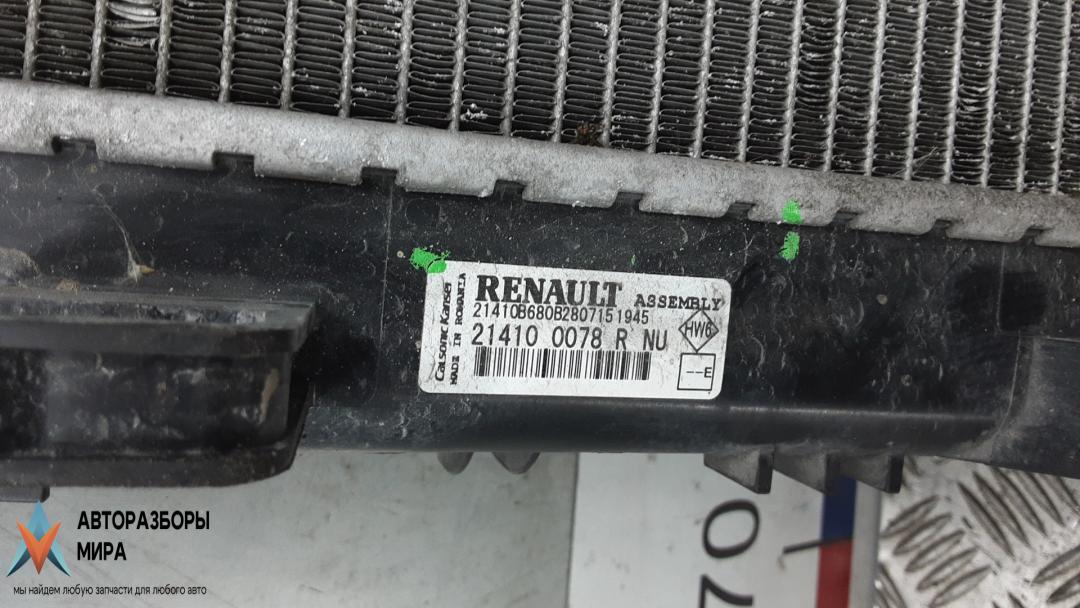 RENAULT ASSEMBLY
21410B680B2807151945
21410 0078 R NU
HW6
--E
Calsonic Kansei
MADE IN ROMANIA
70
АВТОРАЗБОРЫ
МИРА
мы найдем любую запчасти для любого авто